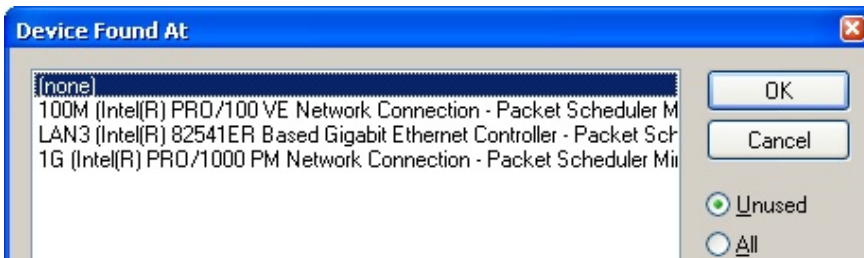 Device Found At
(none)
100M (Intel(R) PRO/100 VE Network Connection - Packet Scheduler M
LAN3 (Intel(R) 82541ER Based Gigabit Ethernet Controller - Packet Sch
1G (Intel(R) PRO/1000 PM Network Connection - Packet Scheduler Mi
OK
Cancel
Unused
All